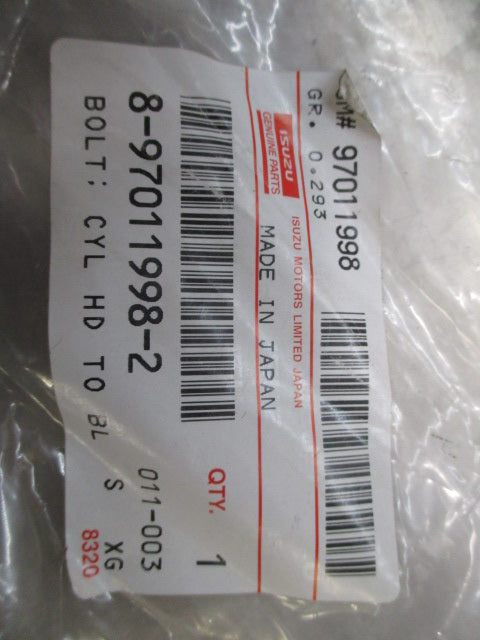 GM# 97011998
GR. 0.293
ISUZU
GENUINE PARTS
ISUZU MOTORS LIMITED JAPAN
MADE IN JAPAN
QTY. 1
8-97011998-2
011-003
BOLT; CYL HD TO BL S XG
8320